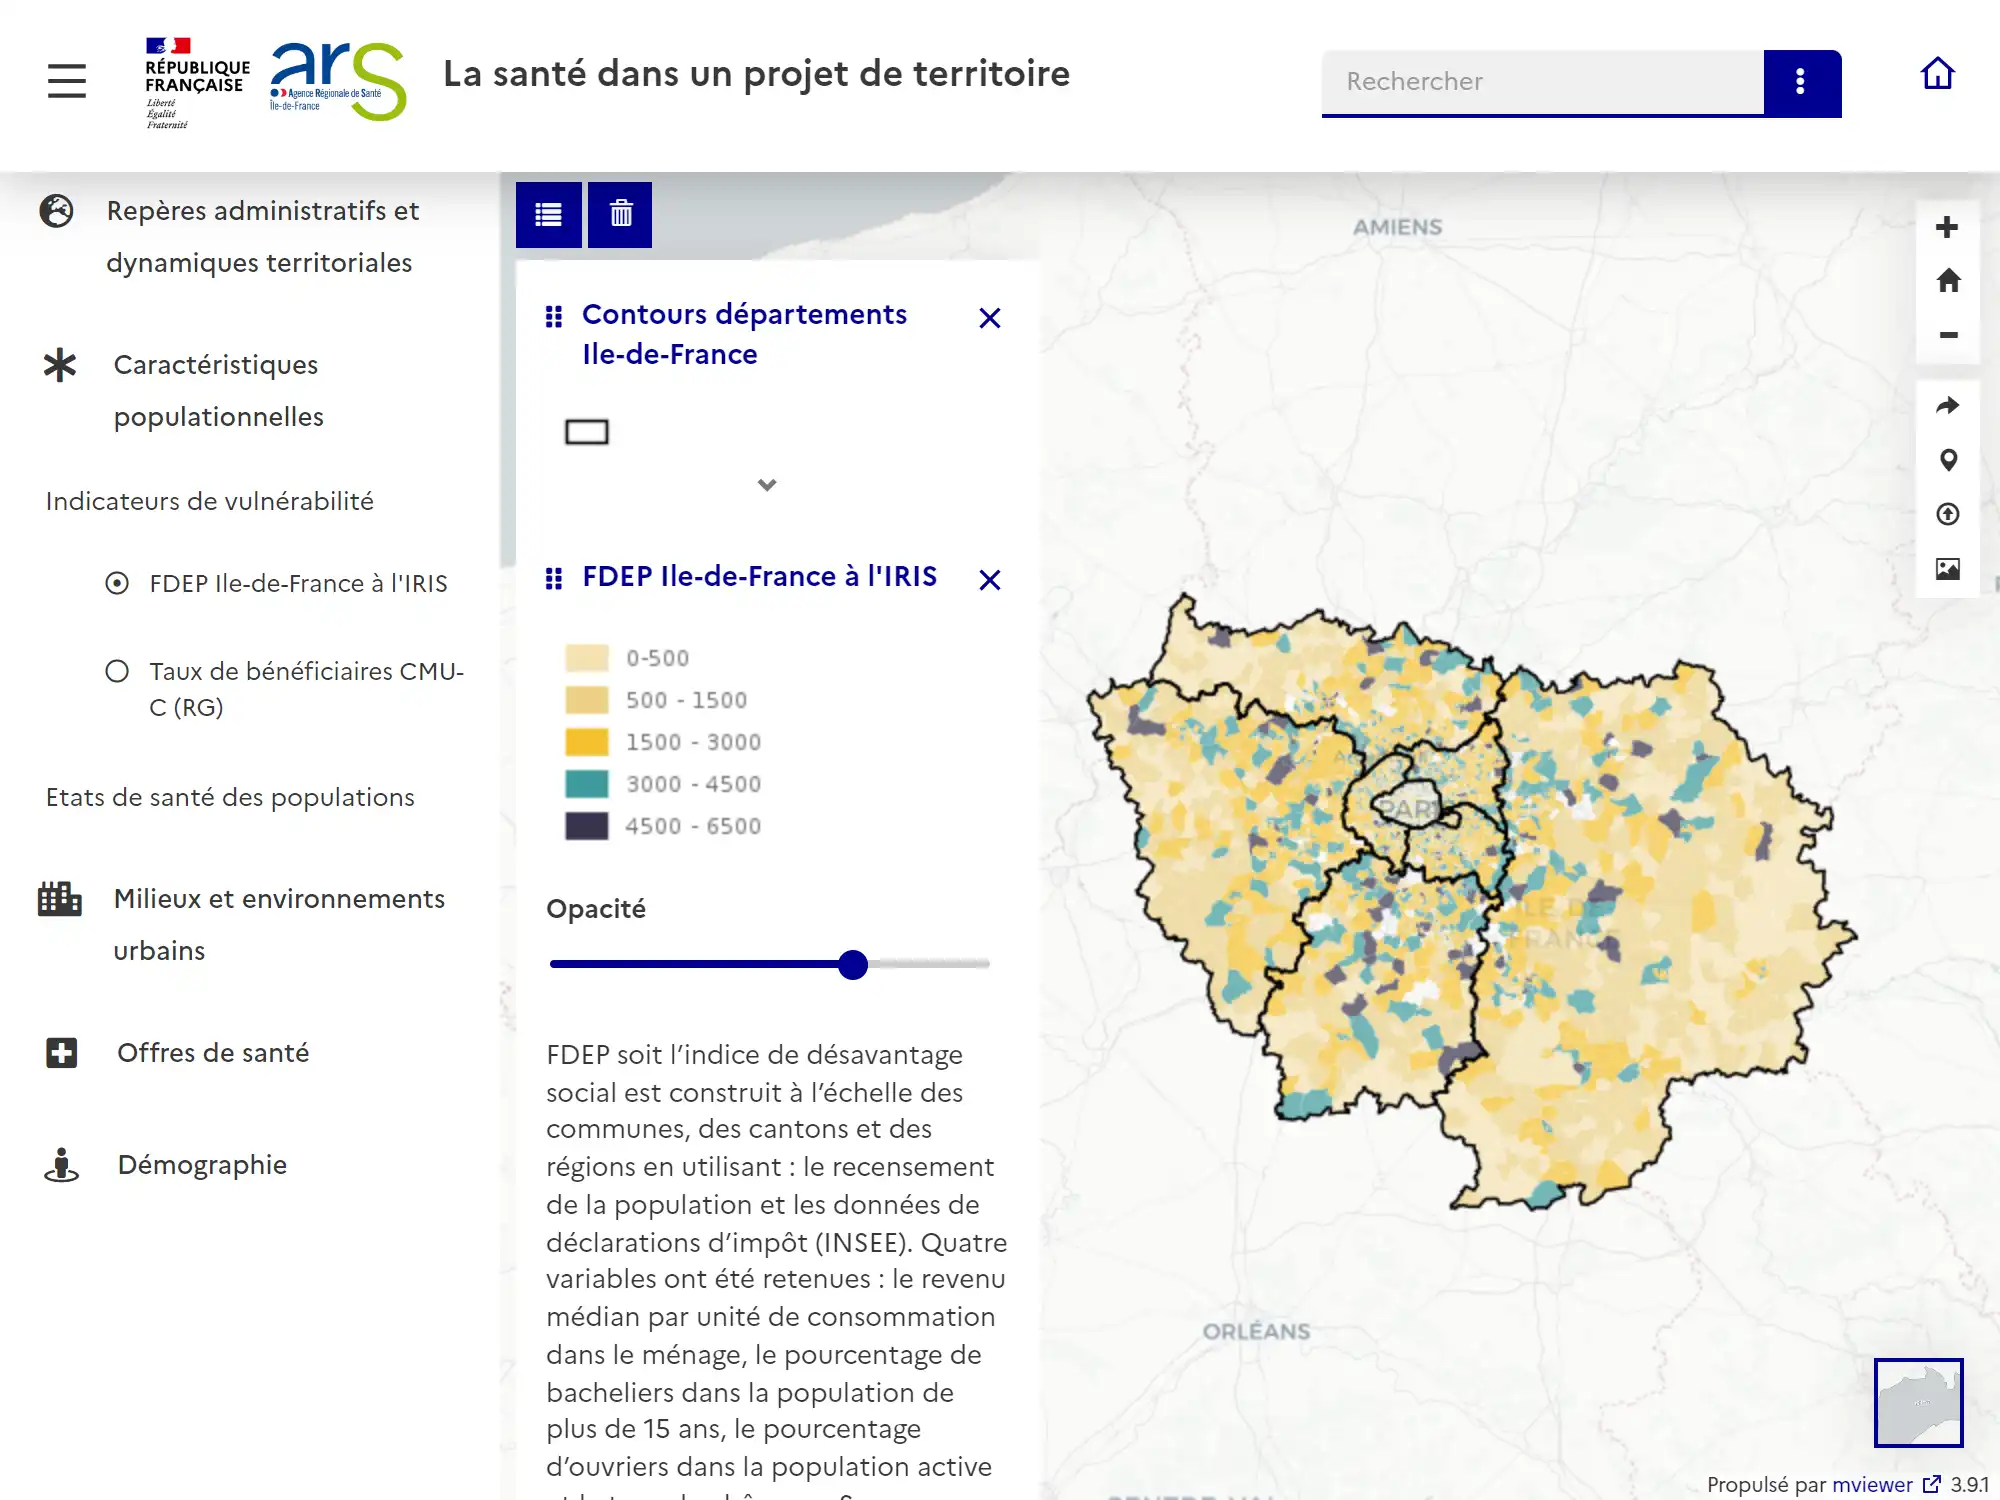 RÉPUBLIQUE
FRANÇAISE
Liberté
Égalité
Fraternité
ars
Agence Régionale de Santé
Île-de-France
La santé dans un projet de territoire
Rechercher
Repères administratifs et
dynamiques territoriales
Caractéristiques
populationnelles
Indicateurs de vulnérabilité
FDEP Ile-de-France à l'IRIS
Taux de bénéficiaires CMU-
C (RG)
Etats de santé des populations
Milieux et environnements
urbains
Offres de santé
Démographie
Contours départements
Ile-de-France
FDEP Ile-de-France à l'IRIS
0-500
500 - 1500
1500 - 3000
3000 - 4500
4500 - 6500
Opacité
FDEP soit l’indice de désavantage
social est construit à l’échelle des
communes, des cantons et des
régions en utilisant : le recensement
de la population et les données de
déclarations d’impôt (INSEE). Quatre
variables ont été retenues : le revenu
médian par unité de consommation
dans le ménage, le pourcentage de
bacheliers dans la population de
plus de 15 ans, le pourcentage
d’ouvriers dans la population active
AMIENS
PARIS
ILE DE
FRANCE
ORLÉANS
Propulsé par mviewer 3.9.1